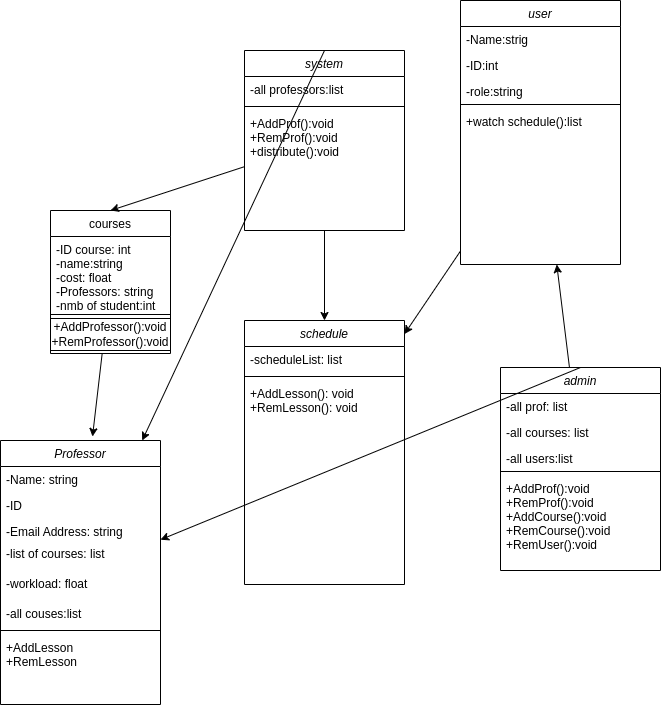 user
-Name:strig
-ID:int
-role:string
+watch schedule():list
system
-all professors:list
+AddProf():void
+RemProf():void
+distribute():void
courses
-ID course: int
-name:string
-cost: float
-Professors: string
-nmb of student:int
+AddProfessor():void
+RemProfessor():void
schedule
-scheduleList: list
+AddLesson(): void
+RemLesson(): void
admin
-all prof: list
-all courses: list
-all users:list
+AddProf():void
+RemProf():void
+AddCourse():void
+RemCourse():void
+RemUser():void
Professor
-Name: string
-ID
-Email Address: string
-list of courses: list
-workload: float
-all couses:list
+AddLesson
+RemLesson